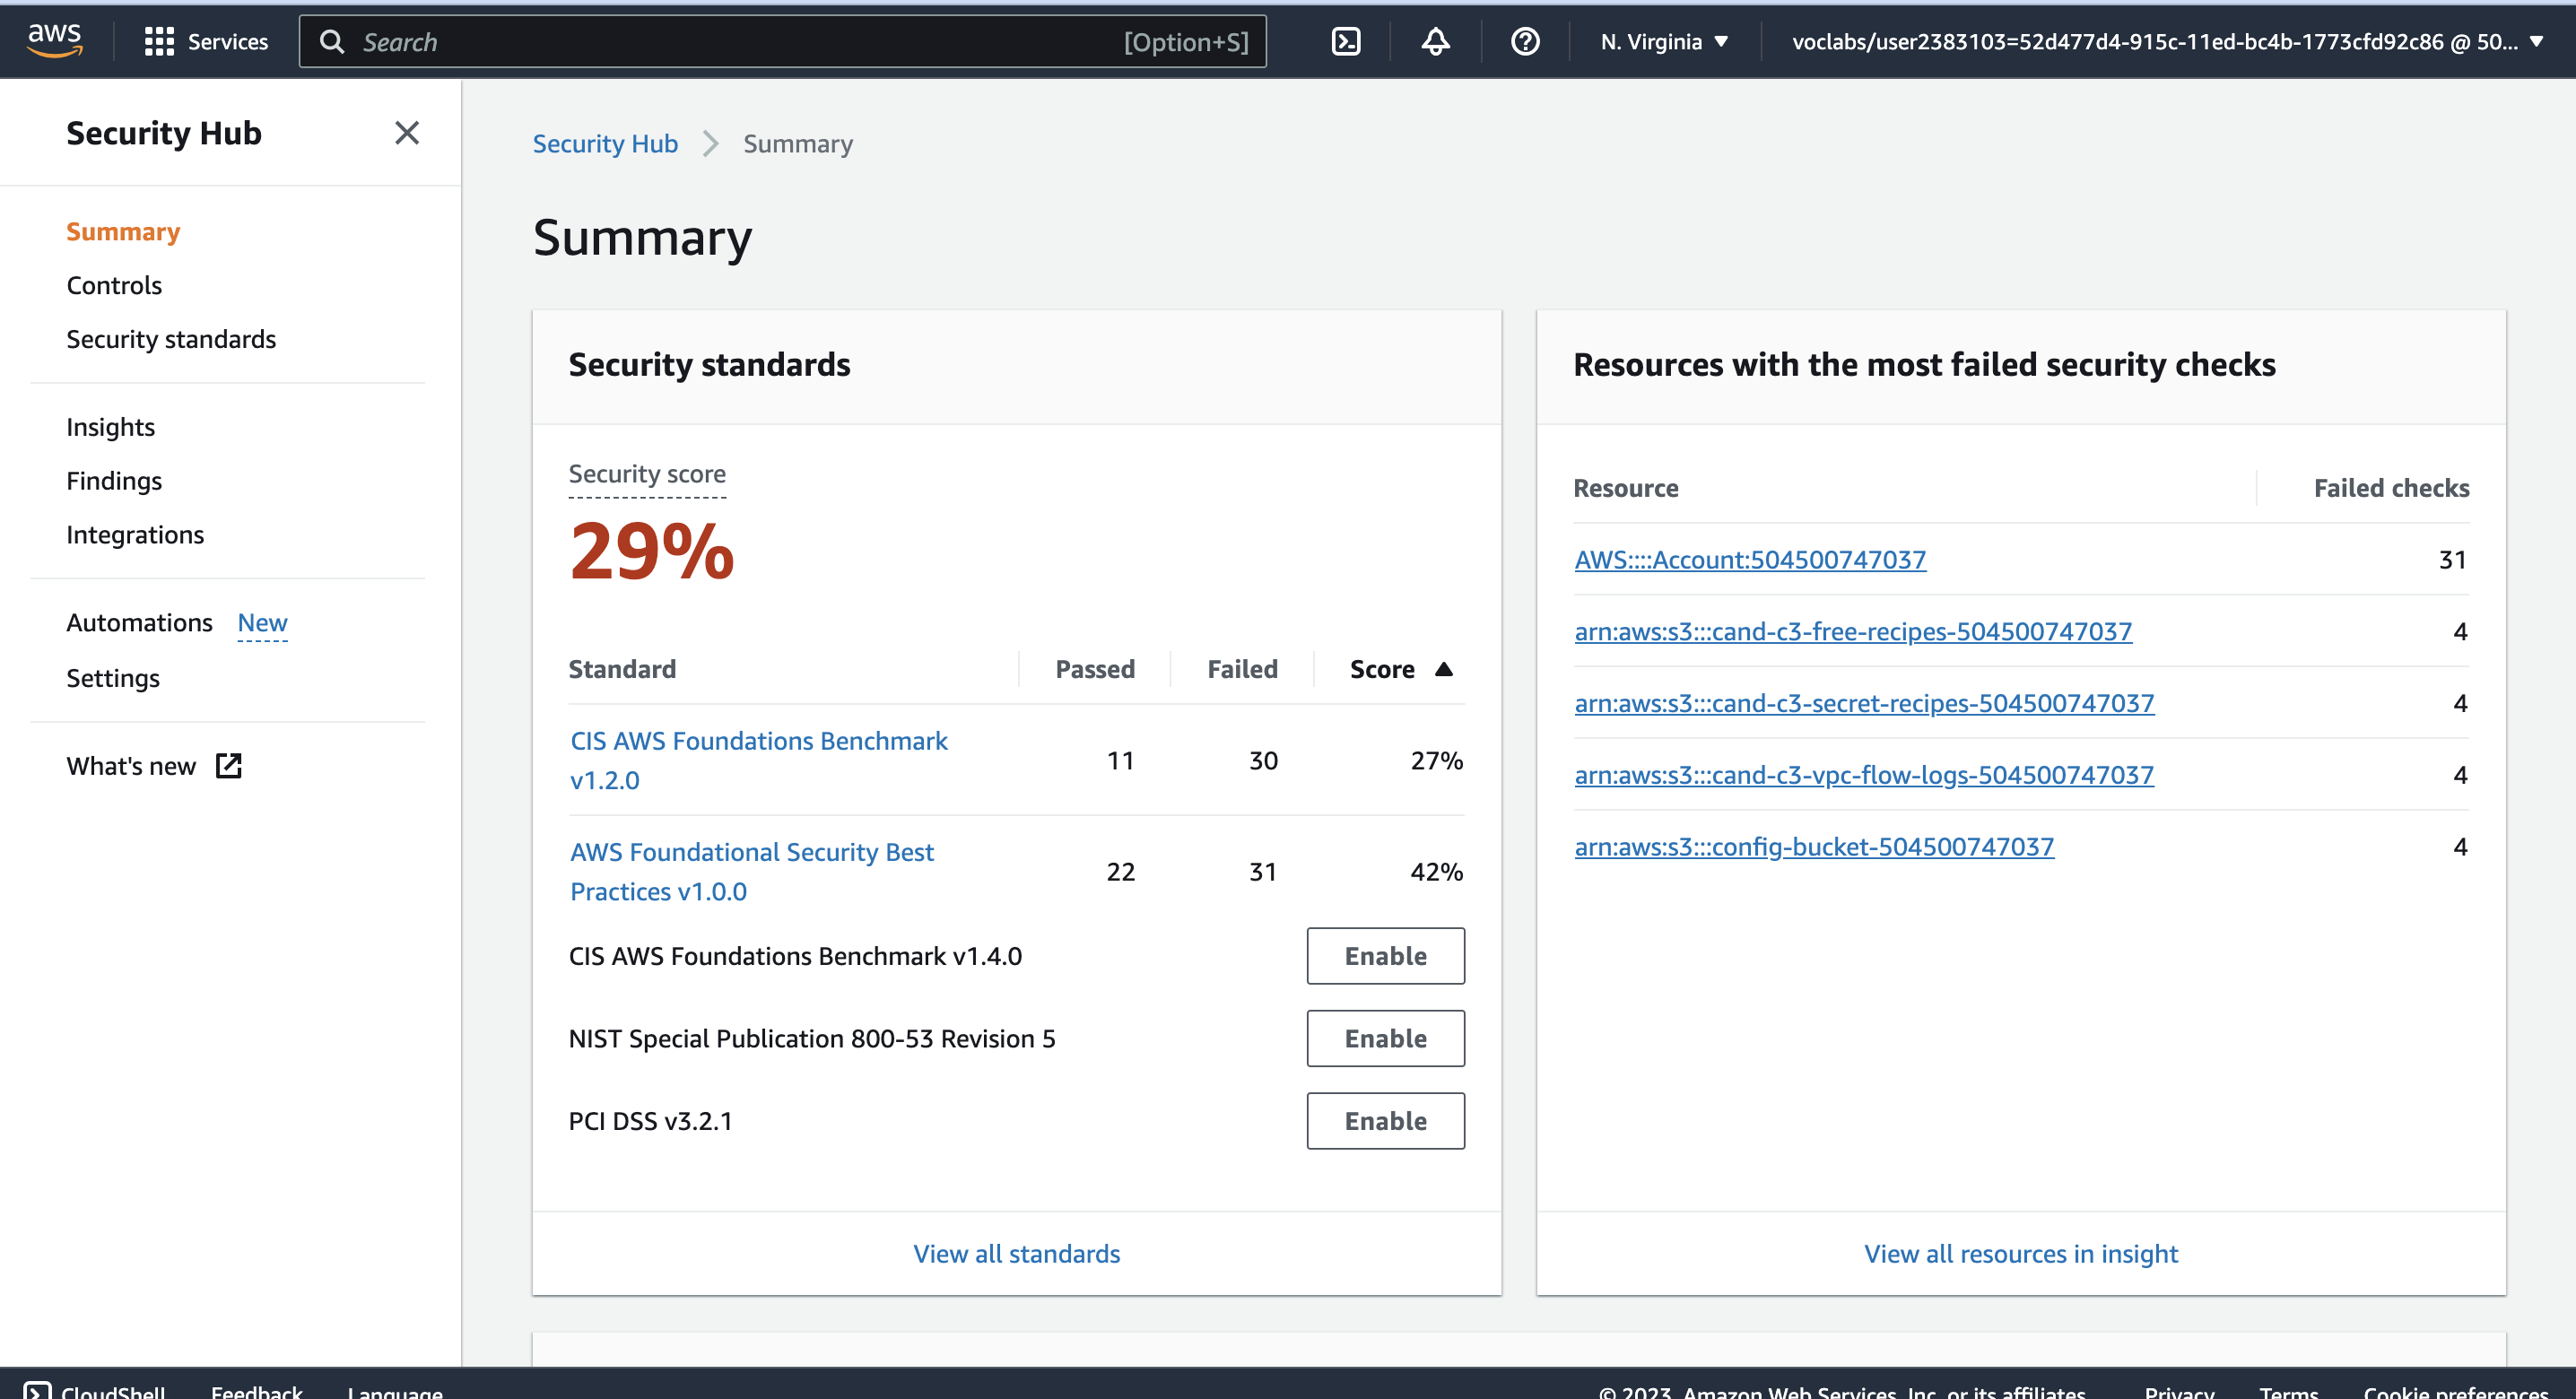 aws
Services
Search [Option+S]
N. Virginia
voclabs/user2383103=52d477d4-915c-11ed-bc4b-1773cfd92c86 @ 50...
Security Hub
Summary
Controls
Security standards
Insights
Findings
Integrations
Automations New
Settings
What's new
Security Hub Summary
Summary
Security standards
Security score
29%
Standard Passed Failed Score
CIS AWS Foundations Benchmark
v1.2.0
11 30 27%
AWS Foundational Security Best
Practices v1.0.0
22 31 42%
CIS AWS Foundations Benchmark v1.4.0 Enable
NIST Special Publication 800-53 Revision 5 Enable
PCI DSS v3.2.1 Enable
View all standards
Resources with the most failed security checks
Resource Failed checks
AWS::::Account:504500747037 31
arn:aws:s3:::cand-c3-free-recipes-504500747037 4
arn:aws:s3:::cand-c3-secret-recipes-504500747037 4
arn:aws:s3:::cand-c3-vpc-flow-logs-504500747037 4
arn:aws:s3:::config-bucket-504500747037 4
View all resources in insight
CloudShell Feedback Language
© 2023, Amazon Web Services, Inc. or its affiliates. Privacy Terms Cookie preferences